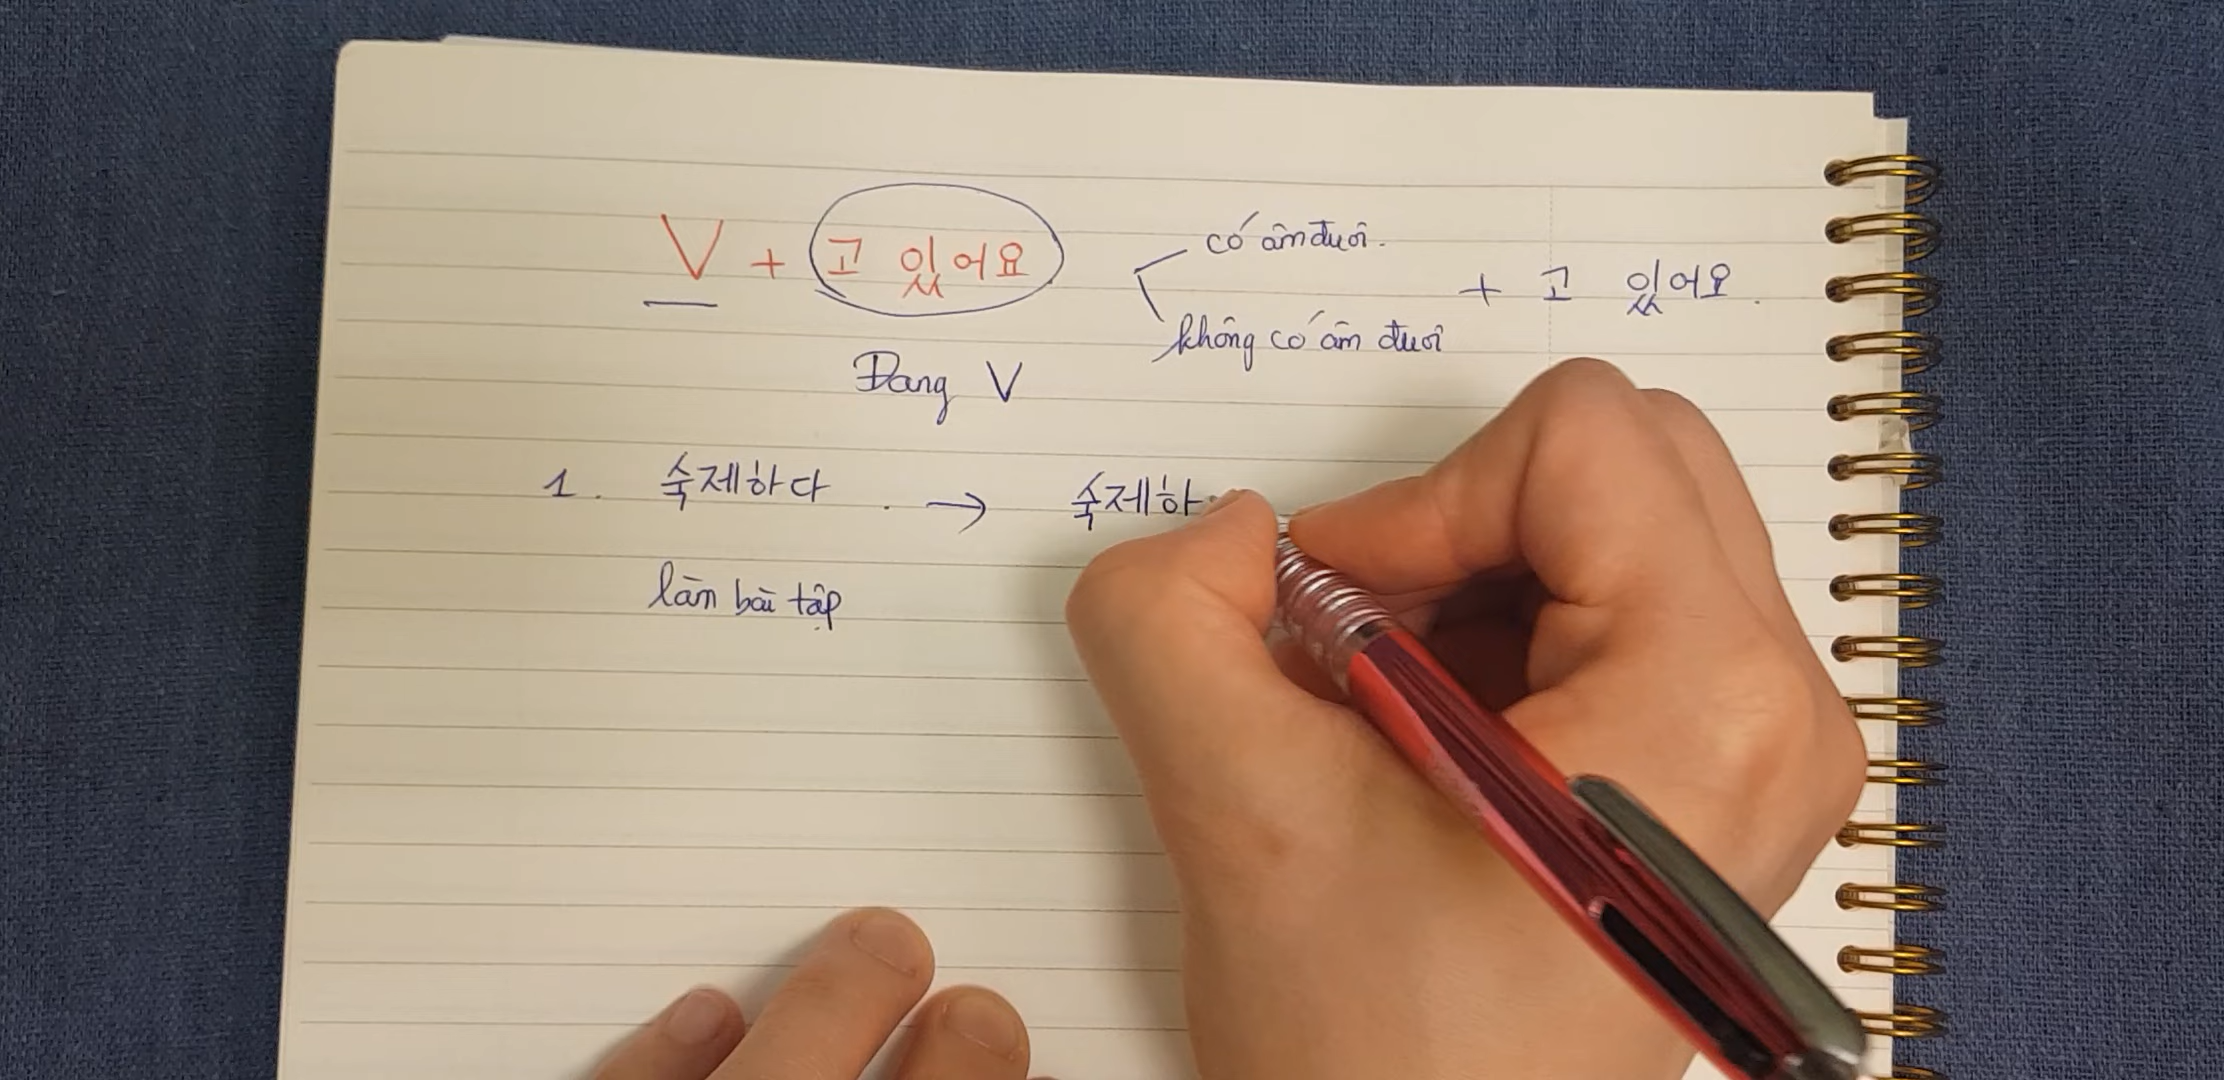 V + 고 있어요
có âm đuôi.
không có âm đuôi
+ 고 있어요.
Đang V
1. 숙제하다. → 숙제하
làm bài tập